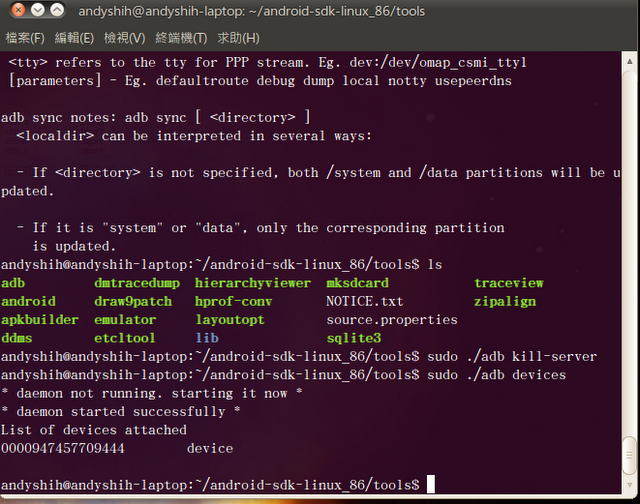 andyshih@andyshih-laptop: ~/android-sdk-linux_86/tools
檔案(F) 編輯(E) 檢視(V) 終端機(T) 求助(H)
<tty> refers to the tty for PPP stream. Eg. dev:/dev/omap_csmi_tty1
[parameters] - Eg. defaultroute debug dump local notty usepeerdns
adb sync notes: adb sync [ <directory> ]
<localdir> can be interpreted in several ways:
- If <directory> is not specified, both /system and /data partitions will be u
pdated.
- If it is "system" or "data", only the corresponding partition
is updated.
andyshih@andyshih-laptop:~/android-sdk-linux_86/tools$ ls
adb dmtracedump hierarchyviewer mksdcard traceview
android draw9patch hprof-conv NOTICE.txt zipalign
apkbuilder emulator layoutopt source.properties
ddms etcltool lib sqlite3
andyshih@andyshih-laptop:~/android-sdk-linux_86/tools$ sudo ./adb kill-server
andyshih@andyshih-laptop:~/android-sdk-linux_86/tools$ sudo ./adb devices
* daemon not running. starting it now *
* daemon started successfully *
List of devices attached
0000947457709444 device
andyshih@andyshih-laptop:~/android-sdk-linux_86/tools$